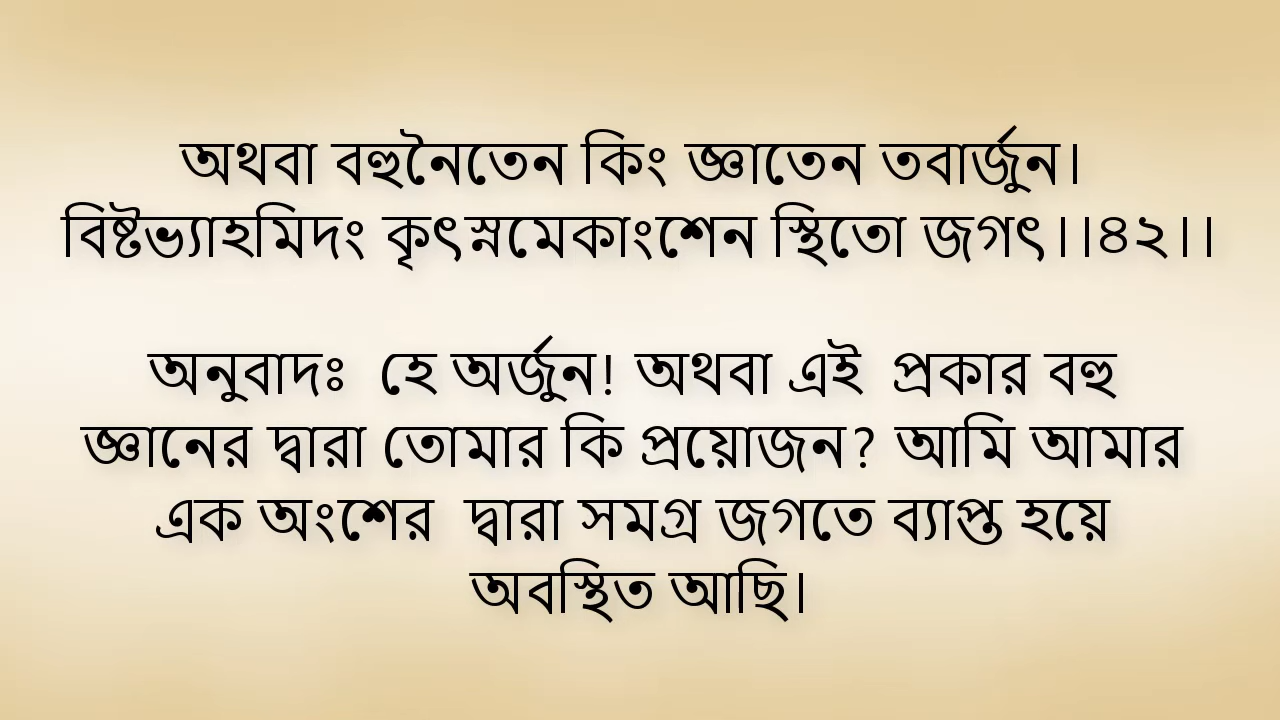 অথবা বহুনৈতেন কিং জ্ঞাতেন তবার্জুন।
বিষ্টভ্যাহমিদং কৃৎস্নমেকাংশেন স্থিতো জগৎ।।৪২।।
অনুবাদঃ হে অর্জুন! অথবা এই প্রকার বহু
জ্ঞানের দ্বারা তোমার কি প্রয়োজন? আমি আমার
এক অংশের দ্বারা সমগ্র জগতে ব্যাপ্ত হয়ে
অবস্থিত আছি।